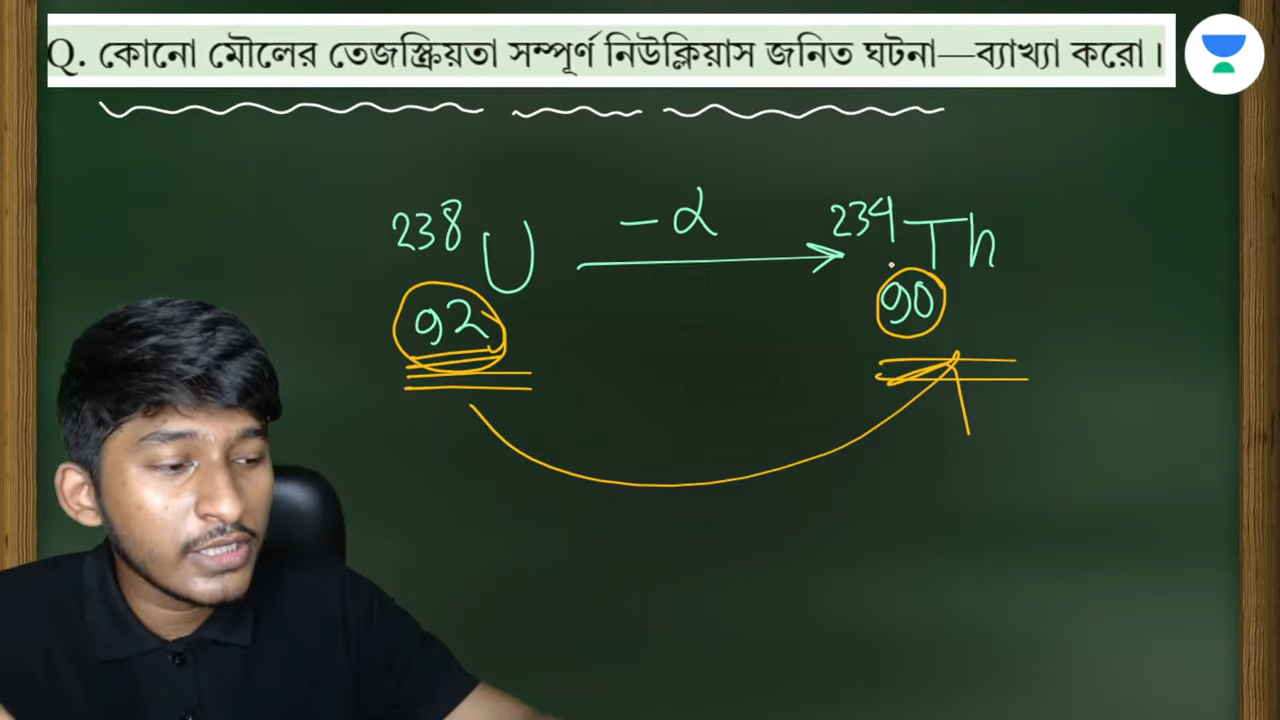 Q. কোনো মৌলের তেজস্ক্রিয়তা সম্পূর্ণ নিউক্লিয়াস জনিত ঘটনা—ব্যাখ্যা করো।
238 U —α 234 Th
92 90